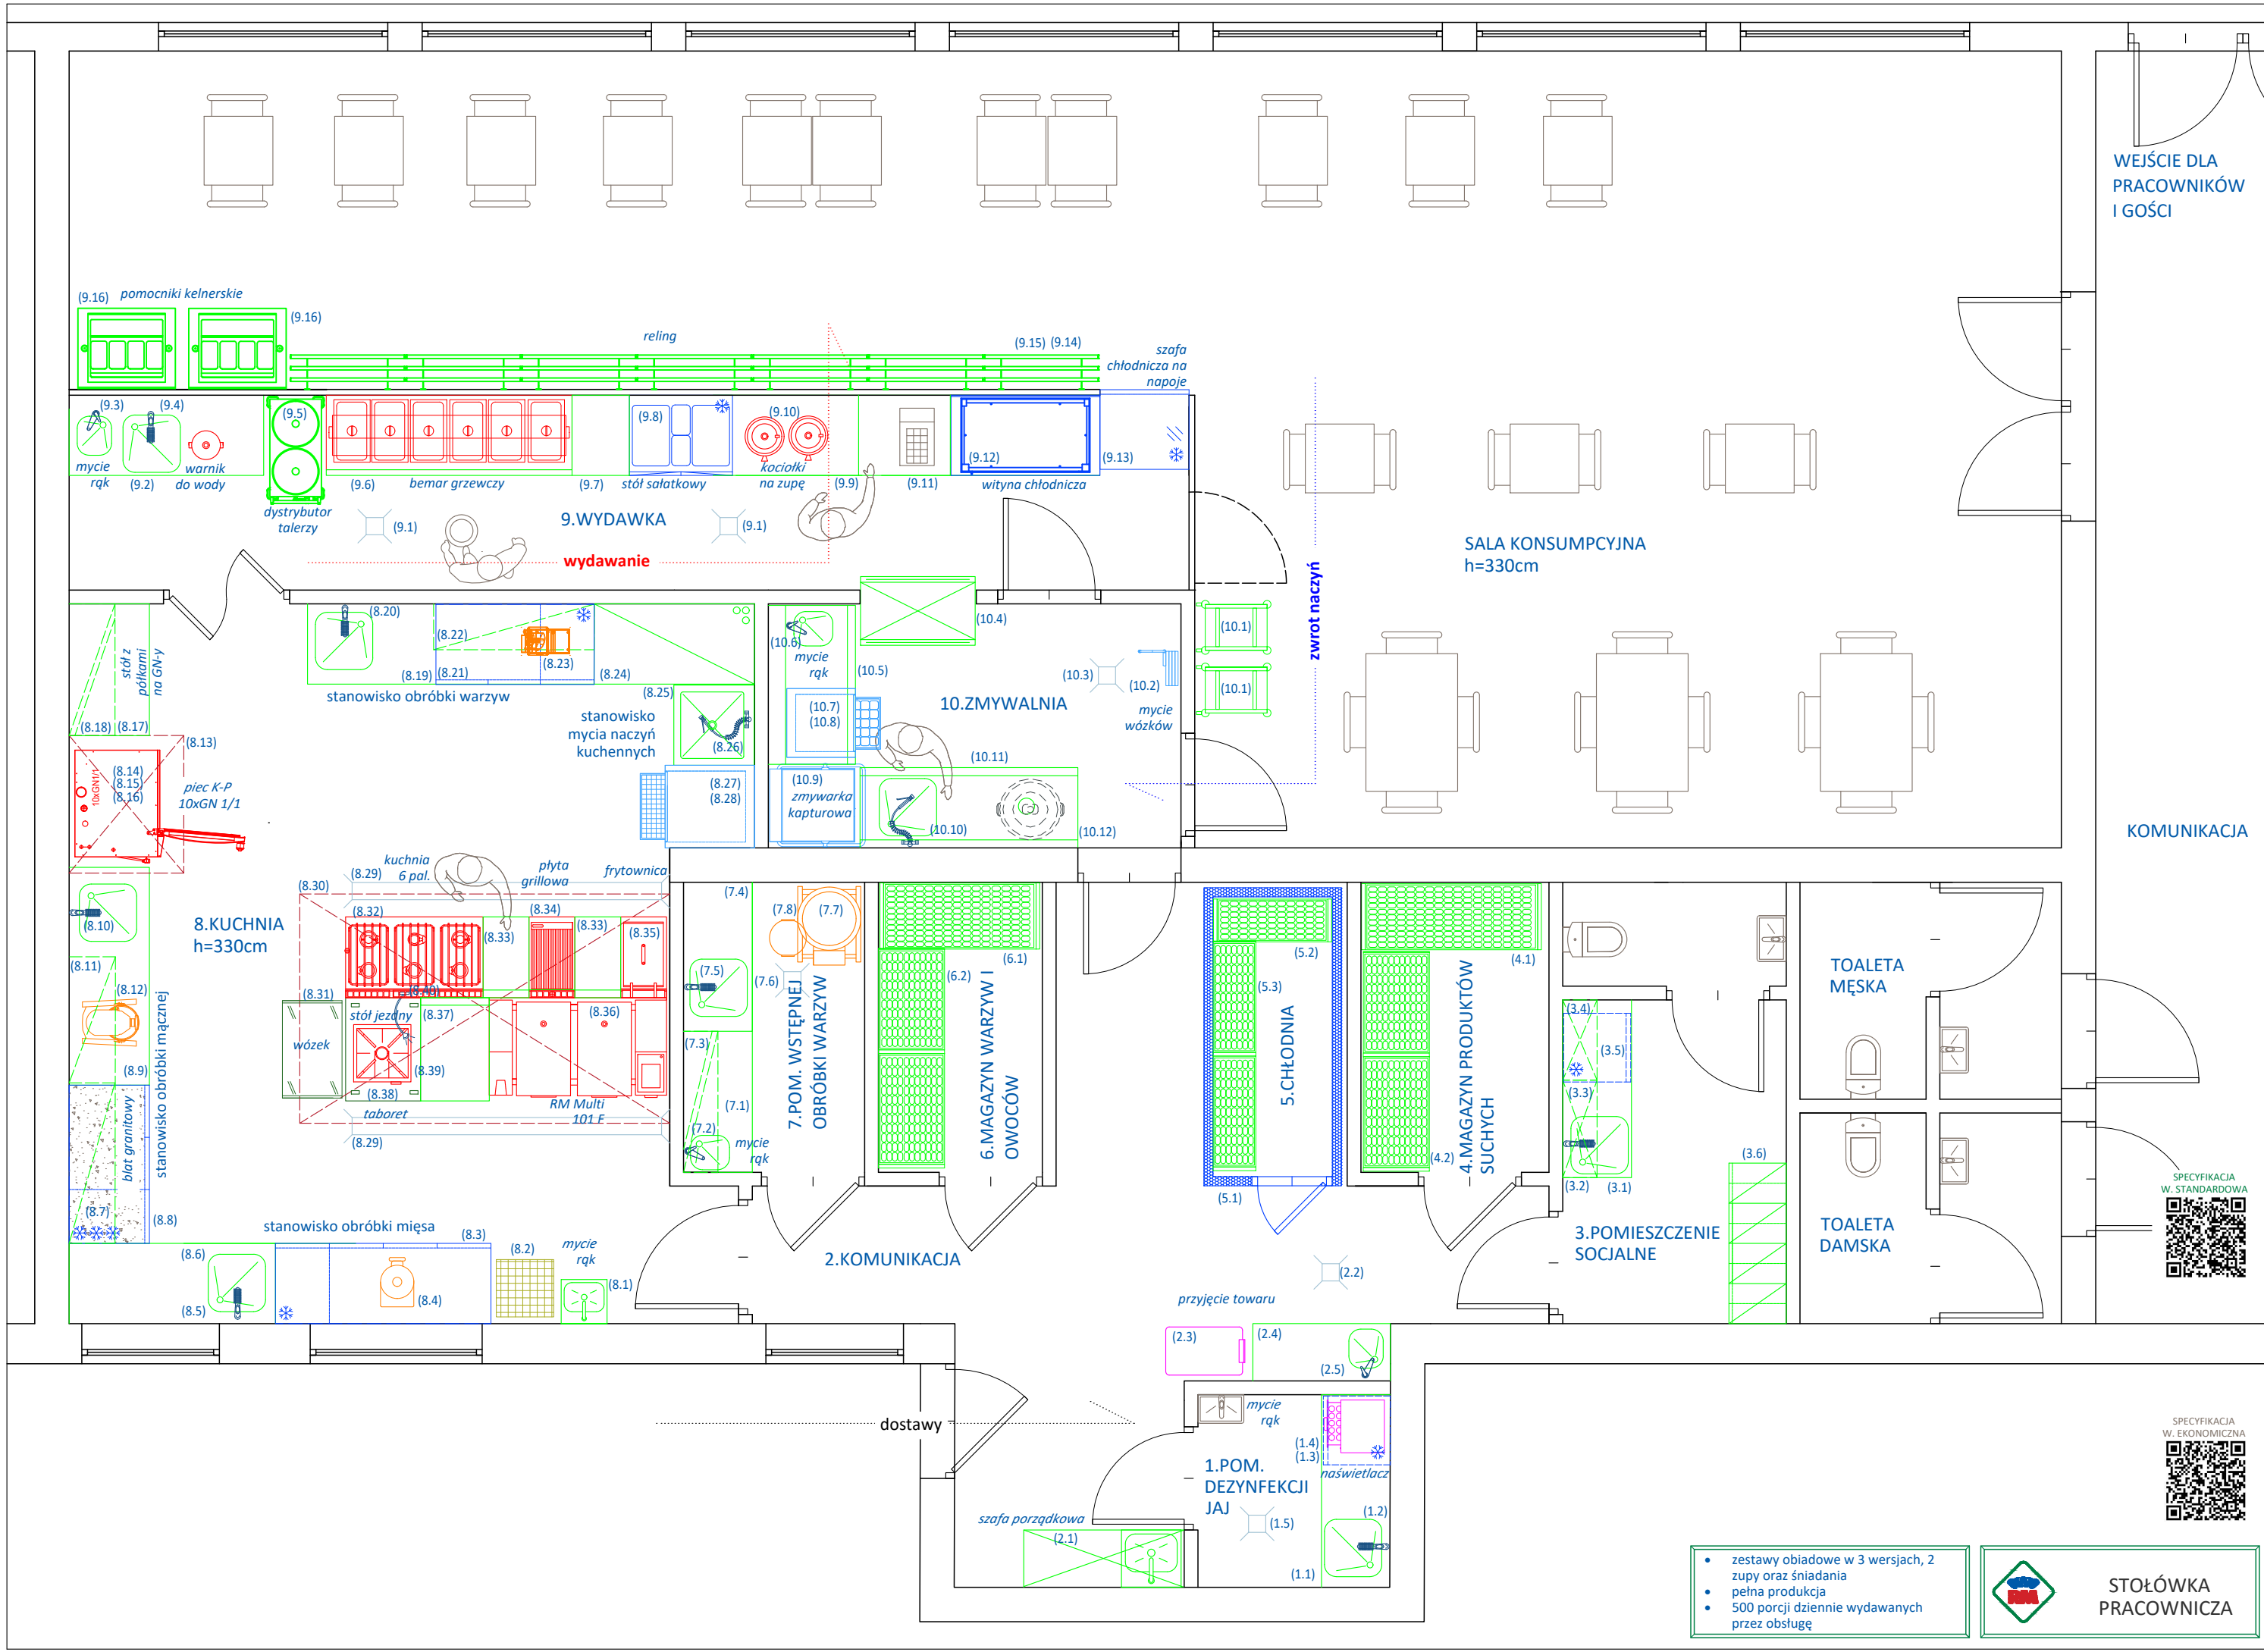 WEJŚCIE DLA
PRACOWNIKÓW
I GOŚCI
(9.16)
pomocniki kelnerskie
(9.16)
reling
(9.15)
(9.14)
szafa
chłodnicza na
napoje
(9.3)
(9.4)
(9.5)
(9.8)
(9.10)
(9.12)
(9.13)
mycie
rąk
(9.2)
warnik
do wody
(9.6)
bemar grzewczy
(9.7)
stół sałatkowy
kociołki
na zupę
(9.9)
(9.11)
wityna chłodnicza
dystrybutor
talerzy
(9.1)
9.WYDAWKA
(9.1)
wydawanie
SALA KONSUMPCYJNA
h=330cm
zwrot naczyń
stół z
półkami
na GN-y
(8.20)
(8.22)
(8.23)
(8.19)
(8.21)
(8.24)
stanowisko obróbki warzyw
(8.25)
stanowisko
mycia naczyń
kuchennych
(8.26)
(8.27)
(8.28)
(10.6)
mycie
rąk
(10.5)
(10.4)
(10.3)
(10.2)
(10.1)
(10.1)
10.ZMYWALNIA
mycie
wózków
(10.7)
(10.8)
(10.9)
zmywarka
kapturowa
(10.11)
(10.10)
(10.12)
(8.18)
(8.17)
(8.13)
10xGN1/1
(8.14)
(8.15)
(8.16)
piec K-P
10xGN 1/1
KOMUNIKACJA
kuchnia
6 pal.
płyta
grillowa
frytownica
(8.29)
(8.30)
(8.10)
8.KUCHNIA
h=330cm
(8.32)
(8.33)
(8.34)
(8.33)
(8.35)
(8.11)
(8.12)
(8.31)
(8.40)
stół jezdny
(8.37)
(8.36)
wózek
(8.39)
(8.38)
(8.9)
taboret
RM Multi
101 F
(8.29)
blat granitowy
stanowisko obróbki mącznej
(8.7)
(8.8)
stanowisko obróbki mięsa
(8.3)
(8.2)
mycie
rąk
(8.6)
(8.5)
(8.4)
(8.1)
(7.4)
(7.8)
(7.7)
(7.5)
(7.6)
(7.3)
(7.1)
(7.2)
mycie
rąk
7.POM. WSTĘPNEJ
OBRÓBKI WARZYW
(6.1)
(6.2)
6.MAGAZYN WARZYW I
OWOCÓW
(5.2)
(5.3)
5.CHŁODNIA
(5.1)
(4.1)
(4.2)
4.MAGAZYN PRODUKTÓW
SUCHYCH
(3.4)
(3.5)
(3.3)
(3.2)
(3.1)
(3.6)
3.POMIESZCZENIE
SOCJALNE
TOALETA
MĘSKA
TOALETA
DAMSKA
SPECYFIKACJA
W. STANDARDOWA
2.KOMUNIKACJA
(2.2)
przyjęcie towaru
(2.3)
(2.4)
(2.5)
dostawy
mycie
rąk
(1.4)
(1.3)
naświetlacz
1.POM.
DEZYNFEKCJI
JAJ
(1.2)
(1.5)
(1.1)
szafa porządkowa
(2.1)
SPECYFIKACJA
W. EKONOMICZNA
• zestawy obiadowe w 3 wersjach, 2
zupy oraz śniadania
• pełna produkcja
• 500 porcji dziennie wydawanych
przez obsługę
RM
STOŁÓWKA
PRACOWNICZA